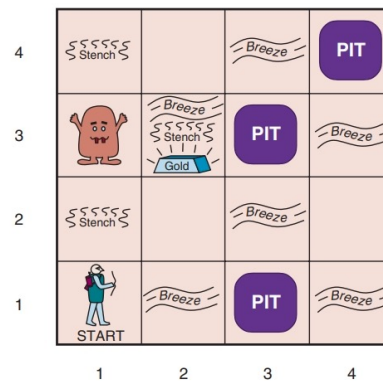 4
Stench
Breeze
PIT
3
Breeze
Stench
Gold
PIT
Breeze
2
Stench
Breeze
1
START
Breeze
PIT
Breeze
1 2 3 4